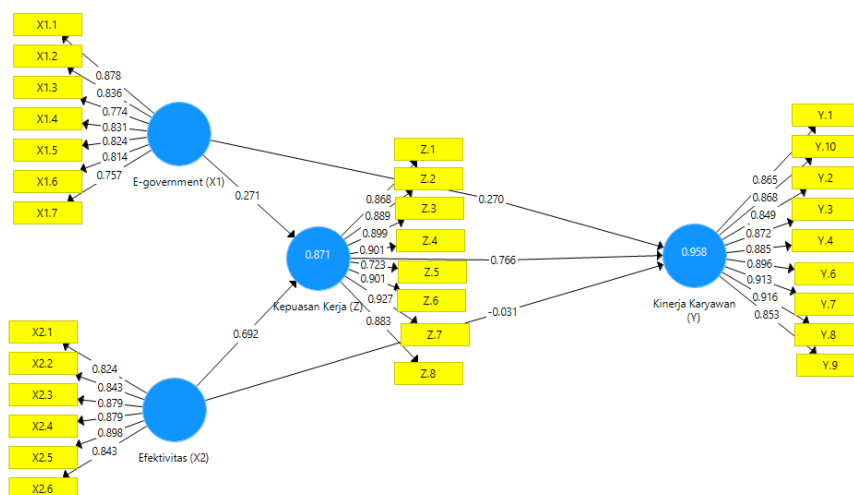 X1.1
X1.2
X1.3
X1.4
X1.5
X1.6
X1.7
0.878
0.836
0.774
0.831
0.824
0.814
0.757
E-government (X1)
0.271
0.270
Z.1
Z.2
Z.3
Z.4
Z.5
Z.6
Z.7
Z.8
0.868
0.889
0.899
0.901
0.723
0.901
0.927
0.883
0.871
Kepuasan Kerja (Z)
0.766
-0.031
0.692
X2.1
X2.2
X2.3
X2.4
X2.5
X2.6
0.824
0.843
0.879
0.879
0.898
0.843
Efektivitas (X2)
0.958
Kinerja Karyawan
(Y)
0.865
0.868
0.849
0.872
0.885
0.896
0.913
0.916
0.853
Y.1
Y.10
Y.2
Y.3
Y.4
Y.6
Y.7
Y.8
Y.9